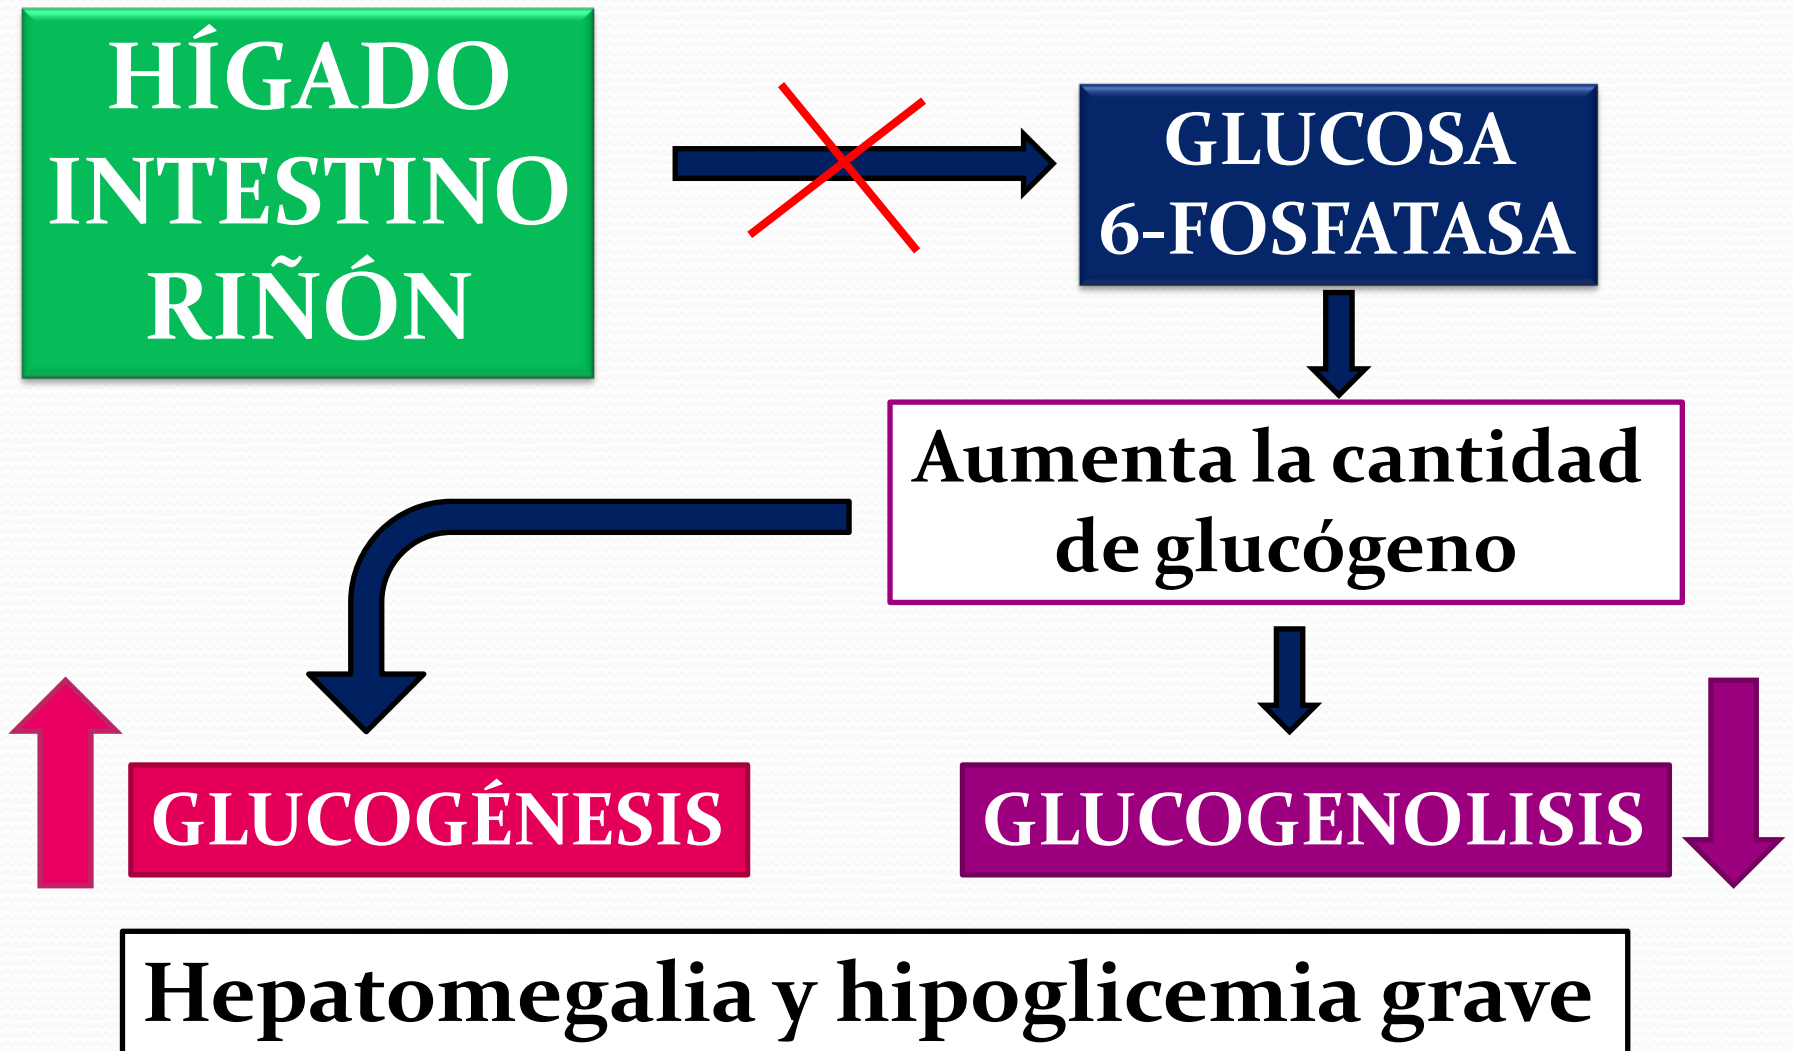 HÍGADO
INTESTINO
RIÑÓN
GLUCOSA
6-FOSFATASA
Aumenta la cantidad
de glucógeno
GLUCOGÉNESIS
GLUCOGENOLISIS
Hepatomegalia y hipoglicemia grave